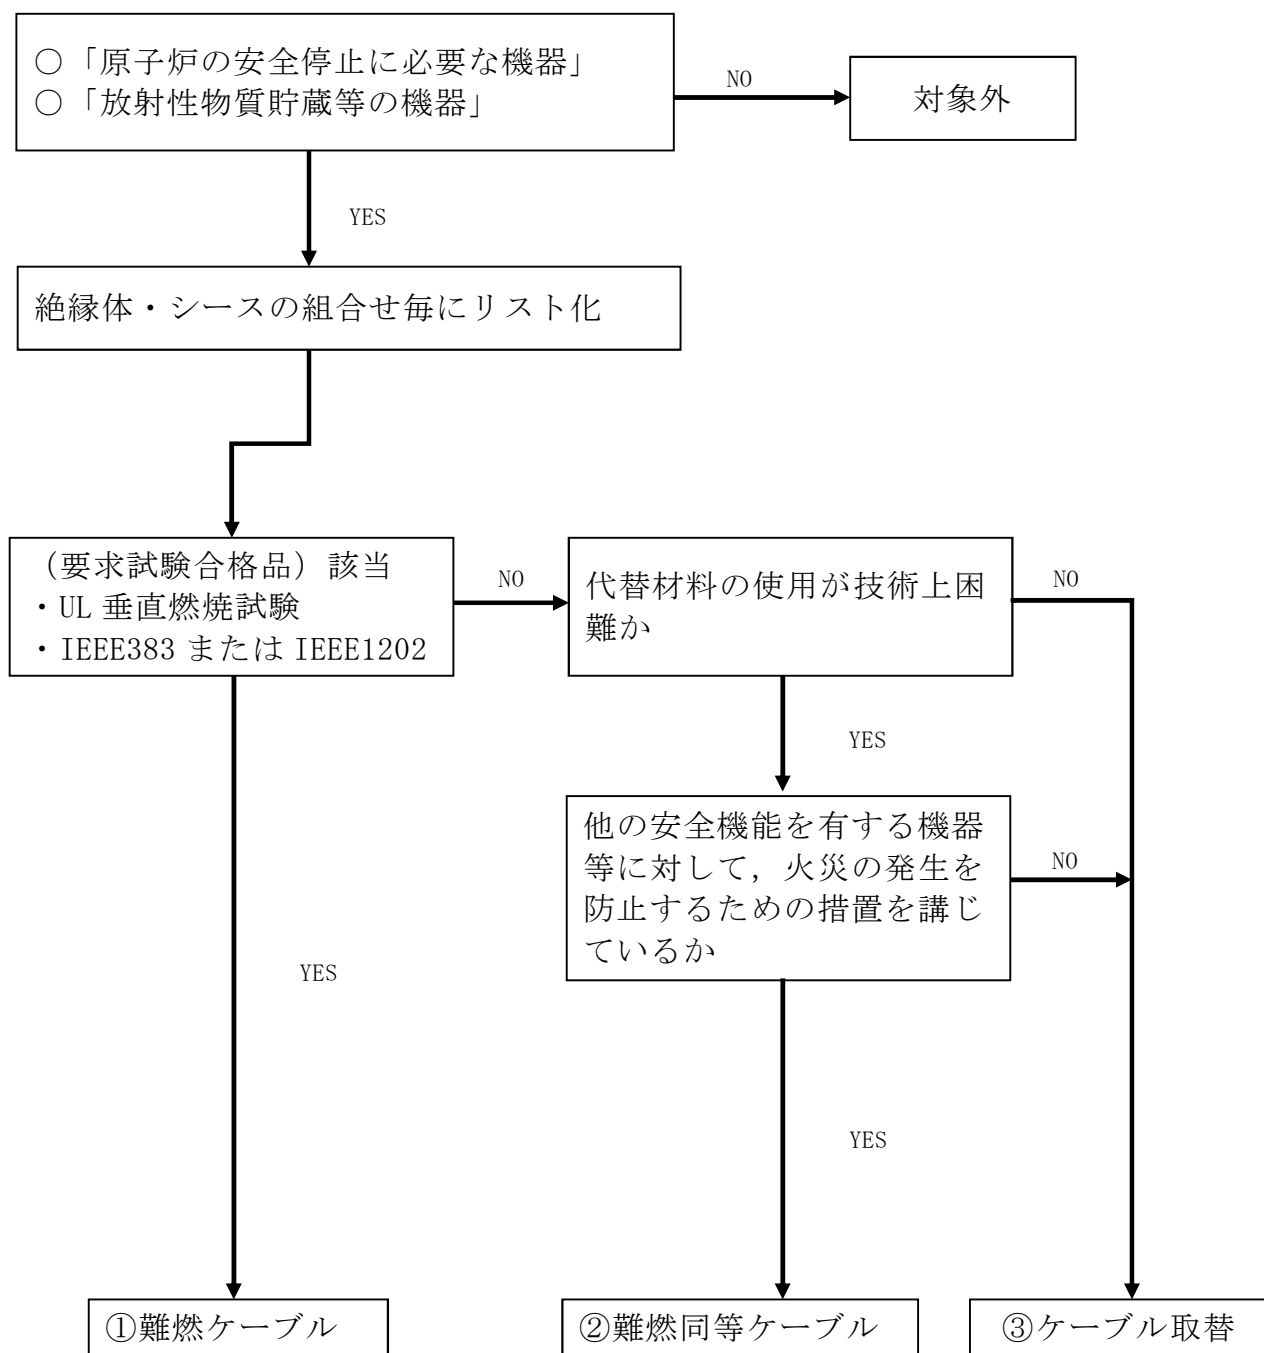 ○「原子炉の安全停止に必要な機器」
○「放射性物質貯蔵等の機器」
NO
対象外
YES
絶縁体・シースの組合せ毎にリスト化
（要求試験合格品）該当
・UL 垂直燃焼試験
・IEEE383 または IEEE1202
NO
代替材料の使用が技術上困
難か
NO
YES
他の安全機能を有する機器
等に対して，火災の発生を
防止するための措置を講じ
ているか
NO
YES
YES
①難燃ケーブル
②難燃同等ケーブル
③ケーブル取替